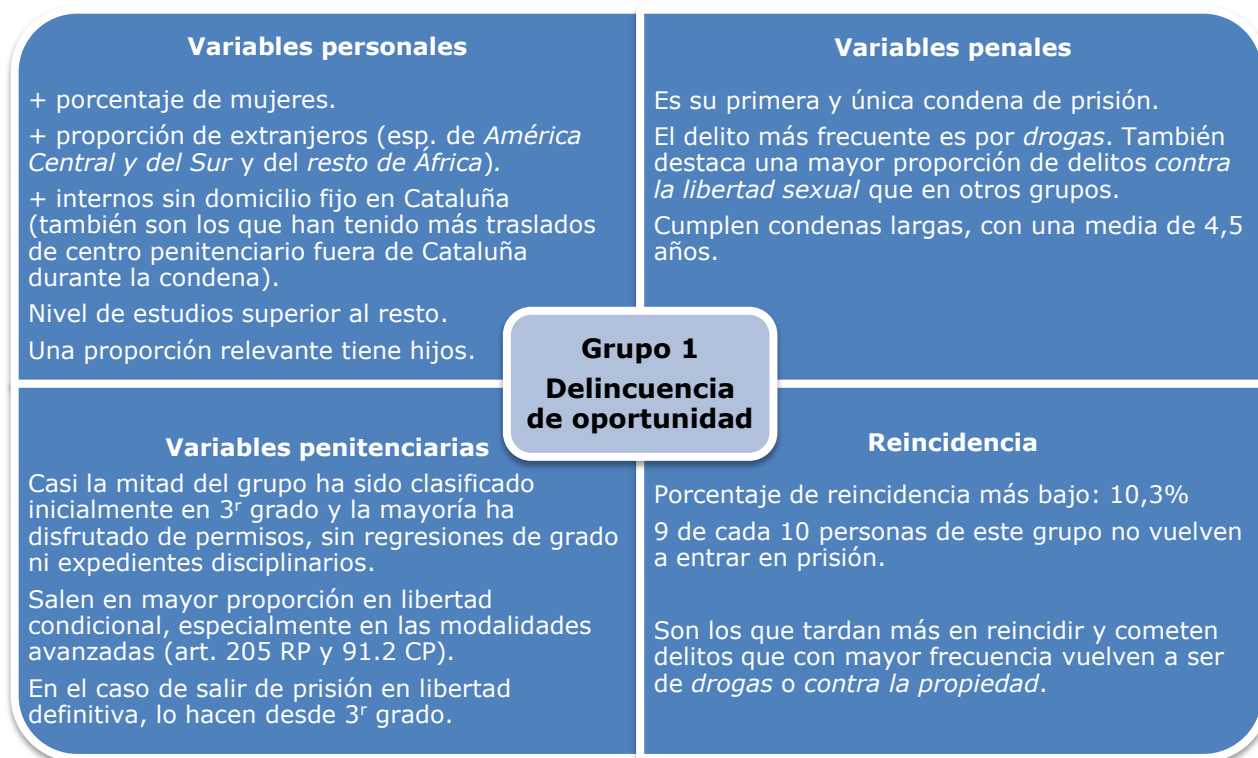 Variables personales
+ porcentaje de mujeres.
+ proporción de extranjeros (esp. de América
Central y del Sur y del resto de África).
+ internos sin domicilio fijo en Cataluña
(también son los que han tenido más traslados
de centro penitenciario fuera de Cataluña
durante la condena).
Nivel de estudios superior al resto.
Una proporción relevante tiene hijos.
Variables penales
Es su primera y única condena de prisión.
El delito más frecuente es por drogas. También
destaca una mayor proporción de delitos contra
la libertad sexual que en otros grupos.
Cumplen condenas largas, con una media de 4,5
años.
Grupo 1
Delincuencia
de oportunidad
Variables penitenciarias
Casi la mitad del grupo ha sido clasificado
inicialmente en 3r grado y la mayoría ha
disfrutado de permisos, sin regresiones de grado
ni expedientes disciplinarios.
Salen en mayor proporción en libertad
condicional, especialmente en las modalidades
avanzadas (art. 205 RP y 91.2 CP).
En el caso de salir de prisión en libertad
definitiva, lo hacen desde 3r grado.
Reincidencia
Porcentaje de reincidencia más bajo: 10,3%
9 de cada 10 personas de este grupo no vuelven
a entrar en prisión.
Son los que tardan más en reincidir y cometen
delitos que con mayor frecuencia vuelven a ser
de drogas o contra la propiedad.